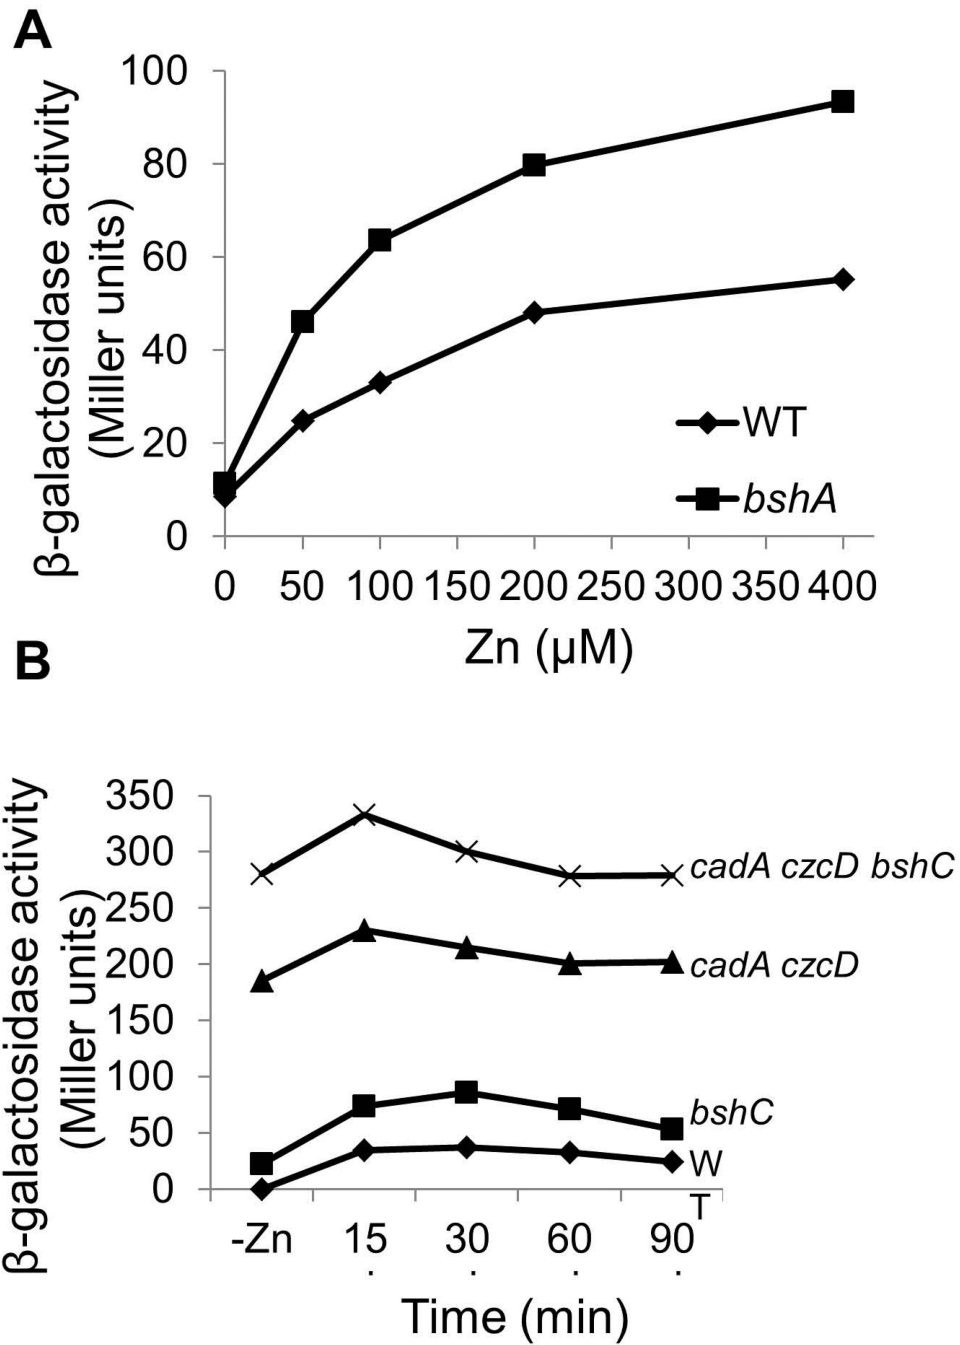 A
β-galactosidase activity
(Miller units)
100
80
60
40
20
0
WT
bshA
0 50 100 150 200 250 300 350 400
Zn (µM)
B
β-galactosidase activity
(Miller units)
350
300
250
200
150
100
50
0
cadA czcD bshC
cadA czcD
bshC
W
T
-Zn 15 30 60 90
. . . .
Time (min)